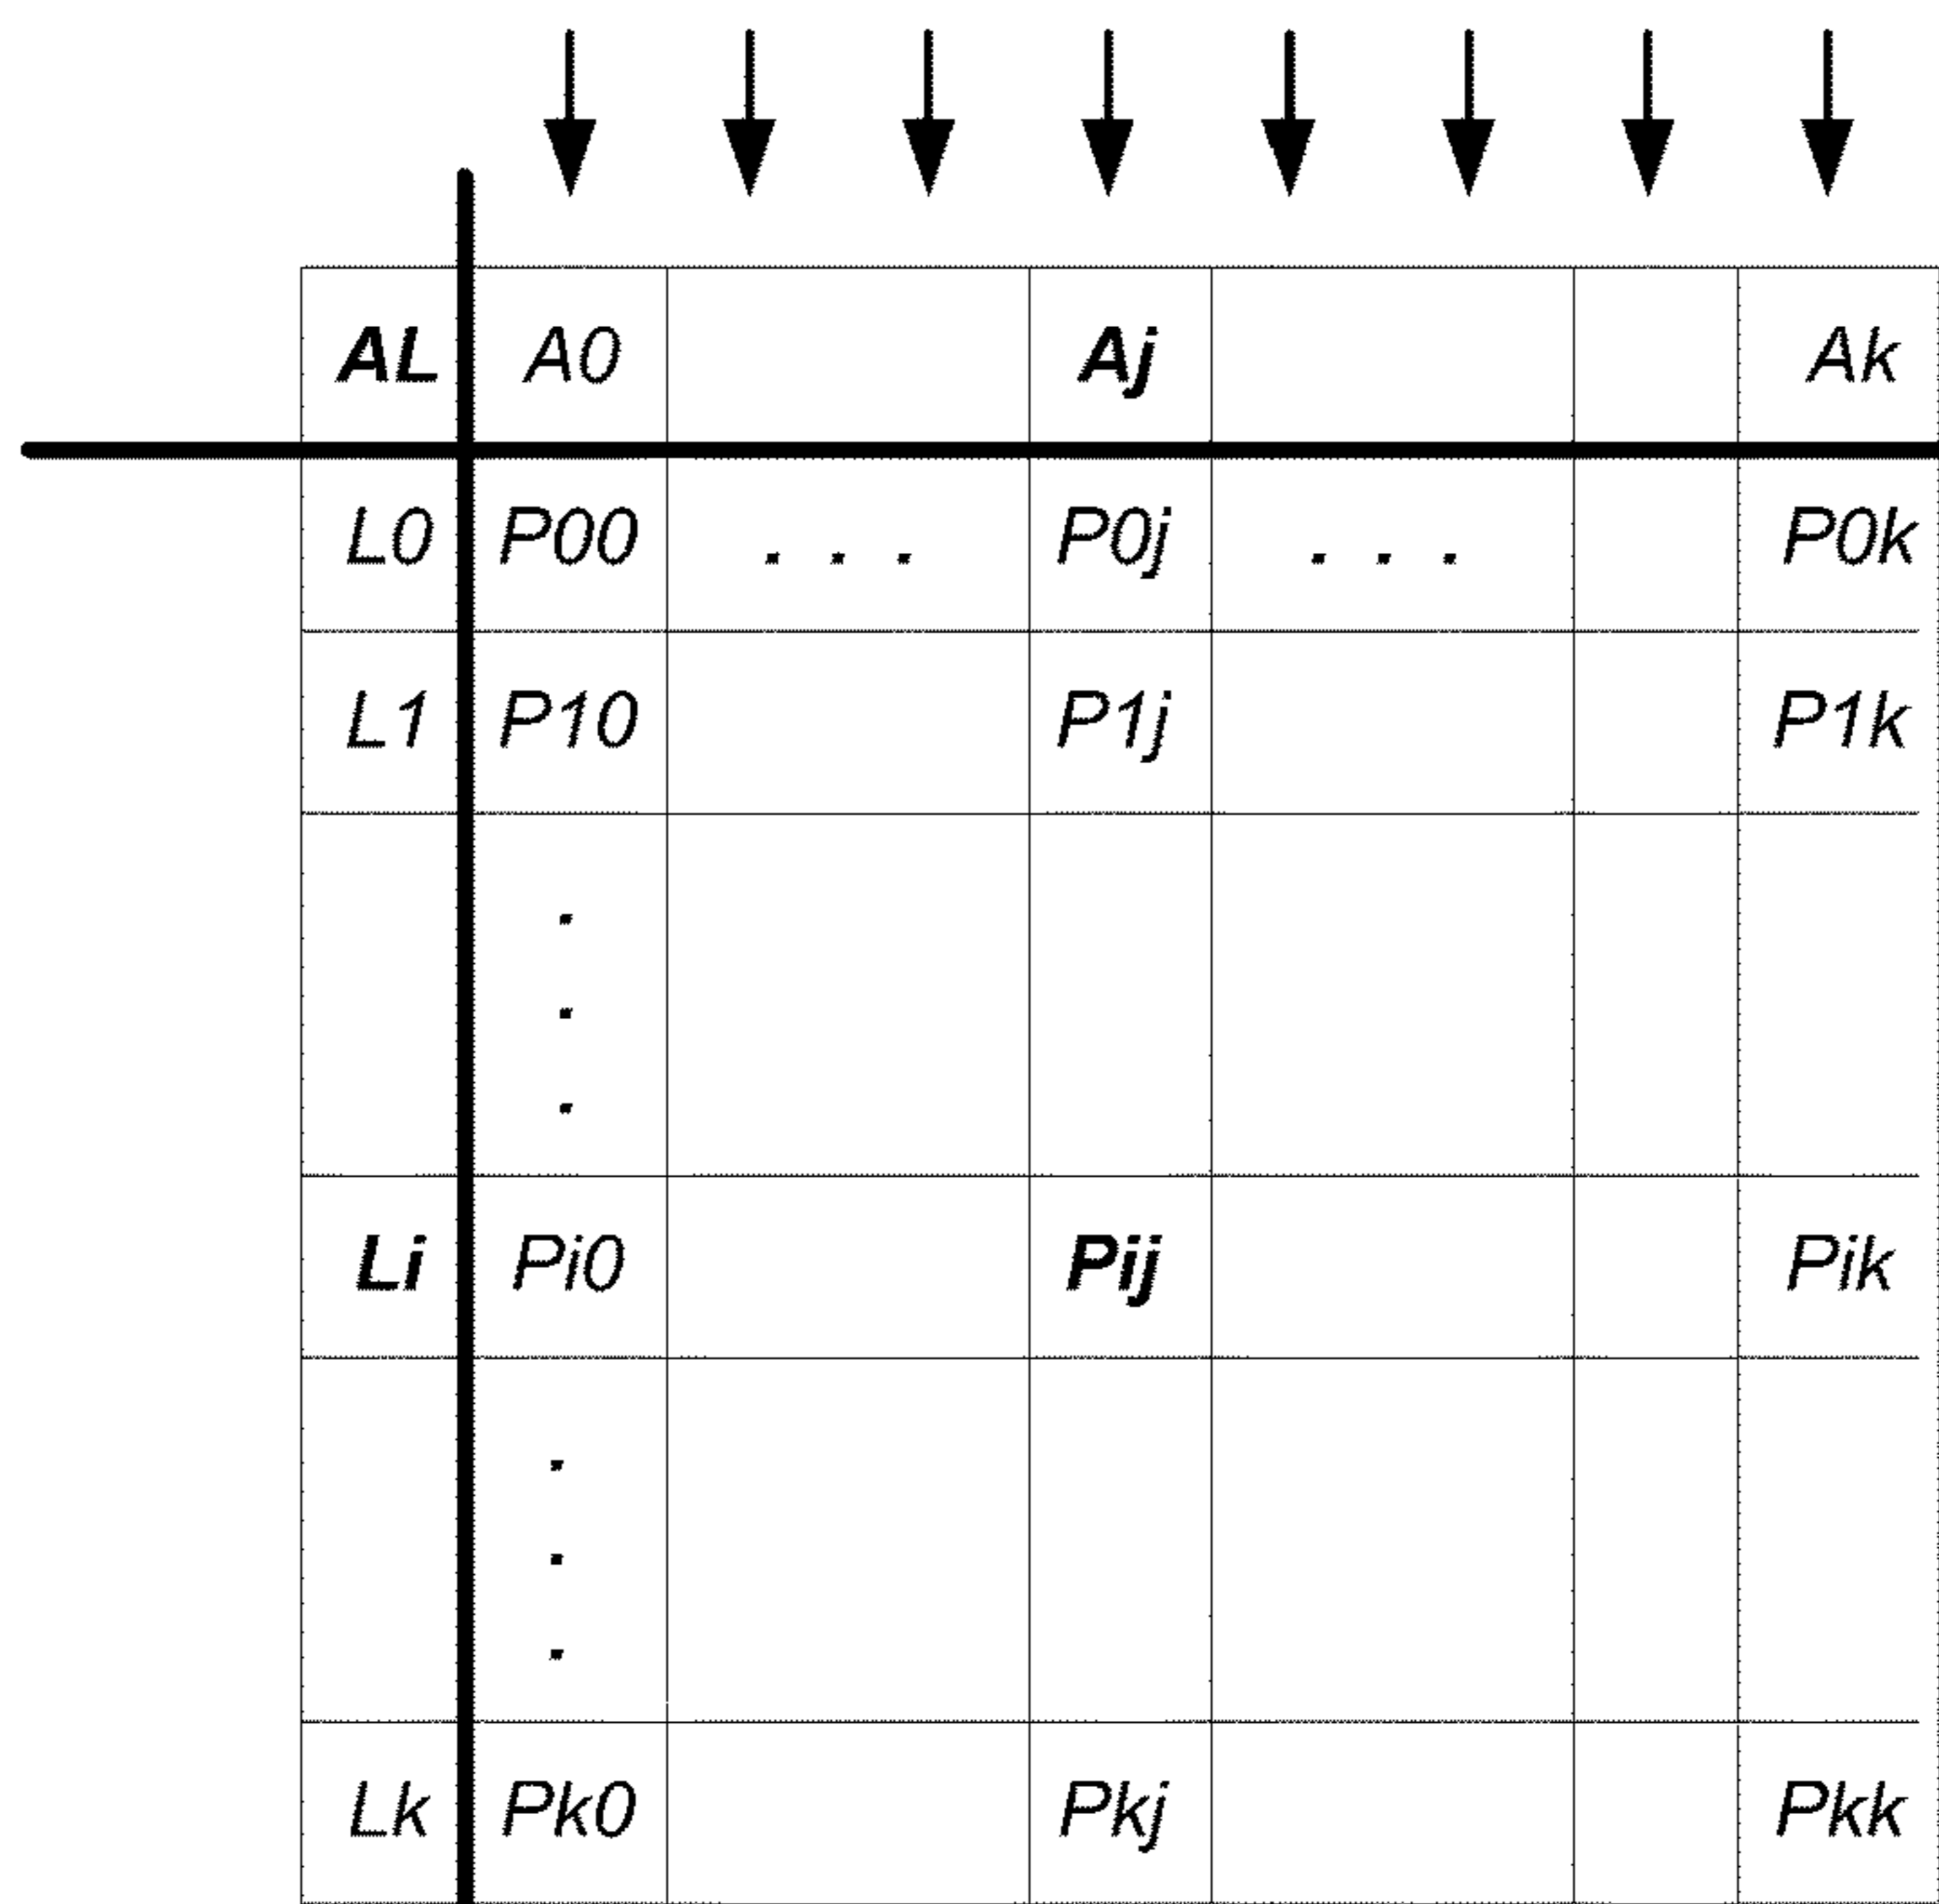 AL A0 Aj Ak
L0 P00 . . . P0j . . . P0k
L1 P10 P1j P1k
.
.
.
Li Pi0 Pij Pik
.
.
.
Lk Pk0 Pkj Pkk